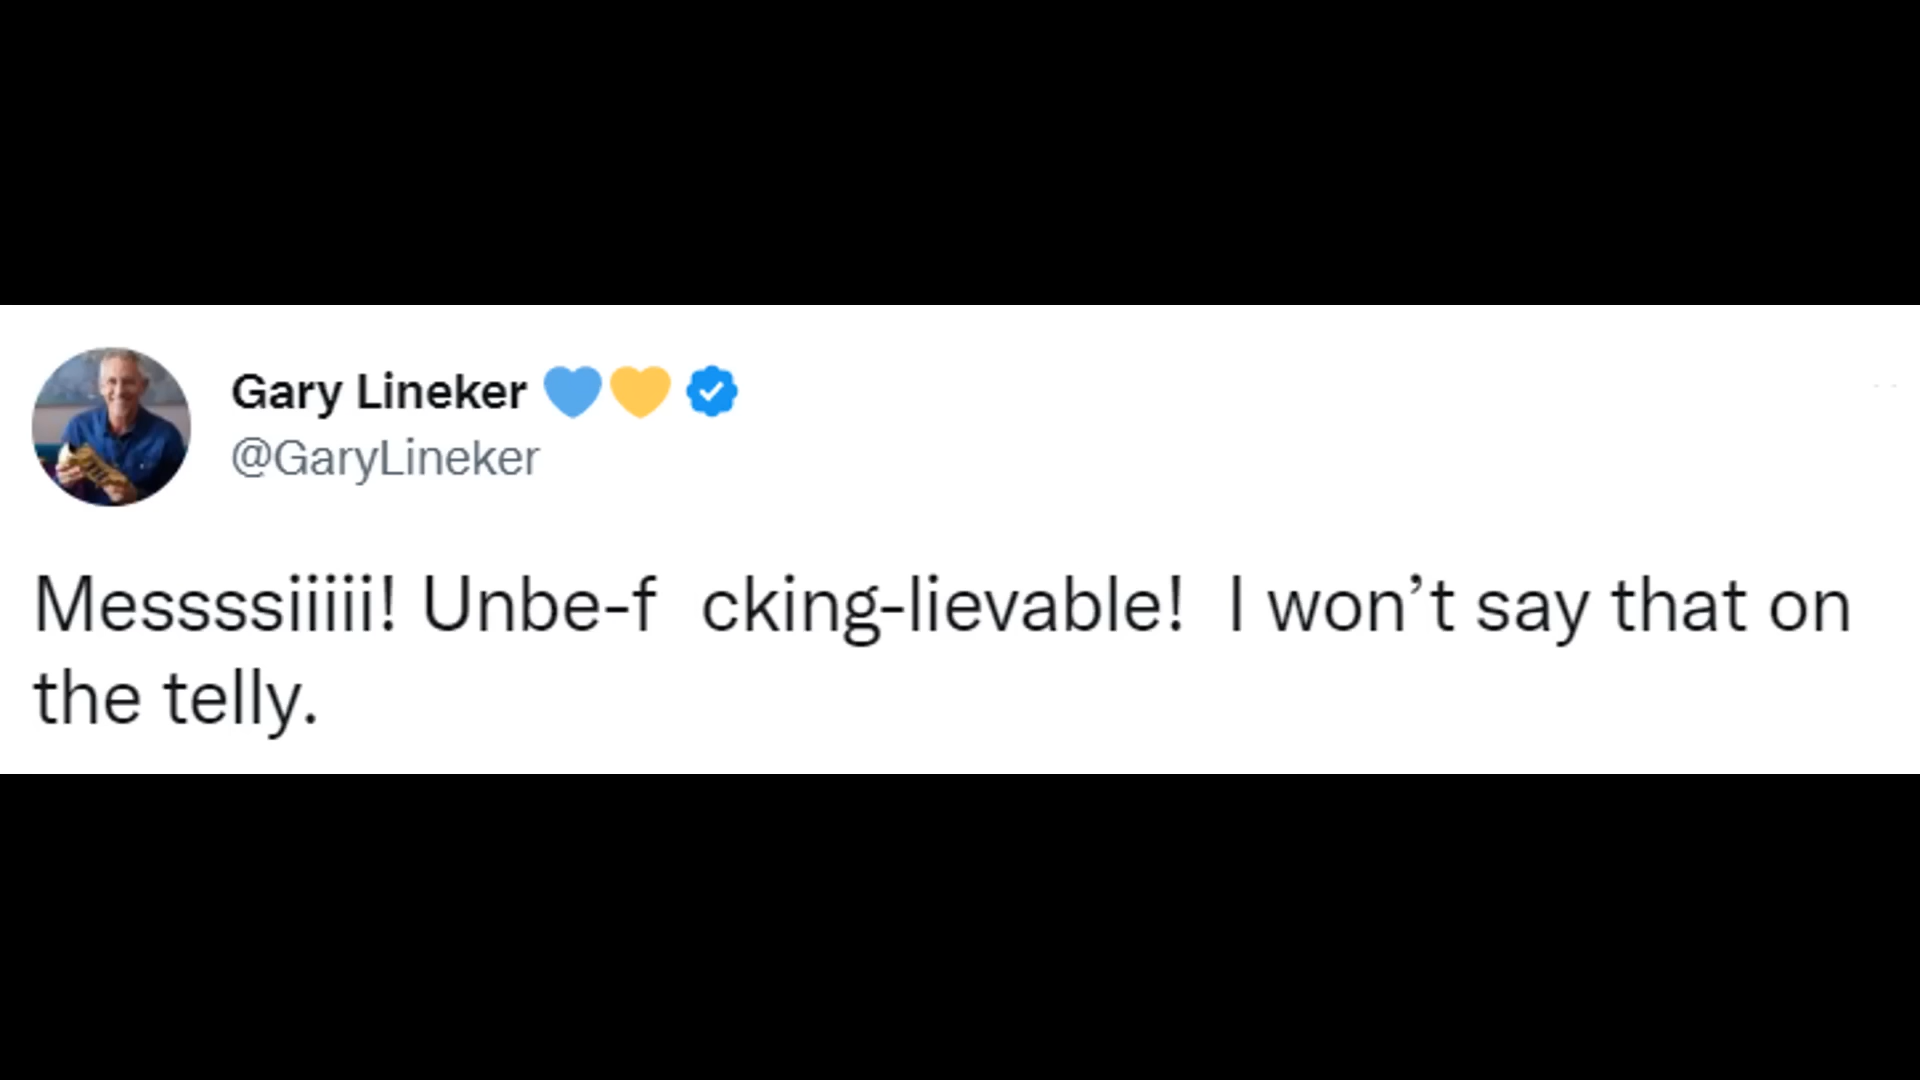 Gary Lineker 💙💛
@GaryLineker
Messssiiiii! Unbe-f cking-lievable! I won’t say that on
the telly.